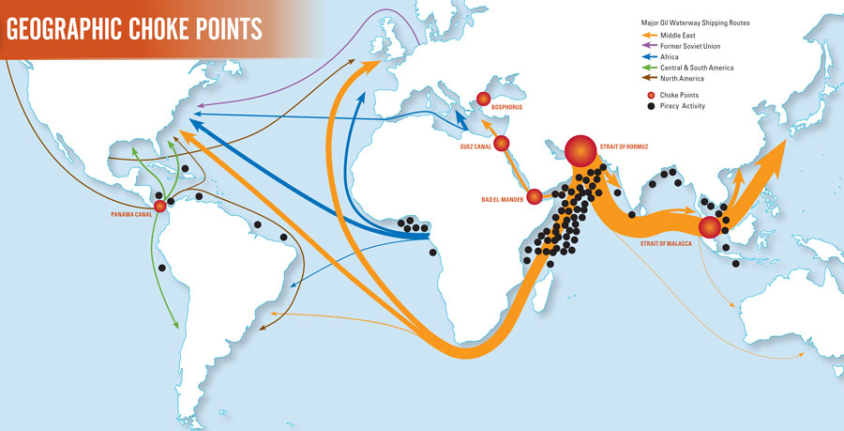 GEOGRAPHIC CHOKE POINTS
Major Oil Waterway Shipping Routes
Middle East
Former Soviet Union
Africa
Central & South America
North America
Choke Points
Piracy Activity
BOSPHORUS
SUEZ CANAL
STRAIT OF HORMUZ
BAD EL-MANDEB
PANAMA CANAL
STRAIT OF MALACCA